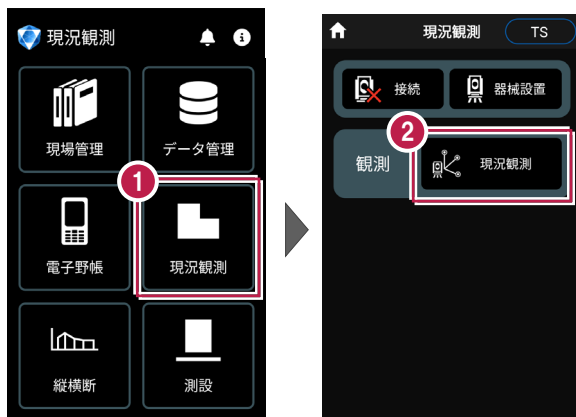 現況観測
現場管理
データ管理
1
電子野帳
現況観測
縦横断
測設
現況観測
TS
接続
器械設置
2
観測
現況観測